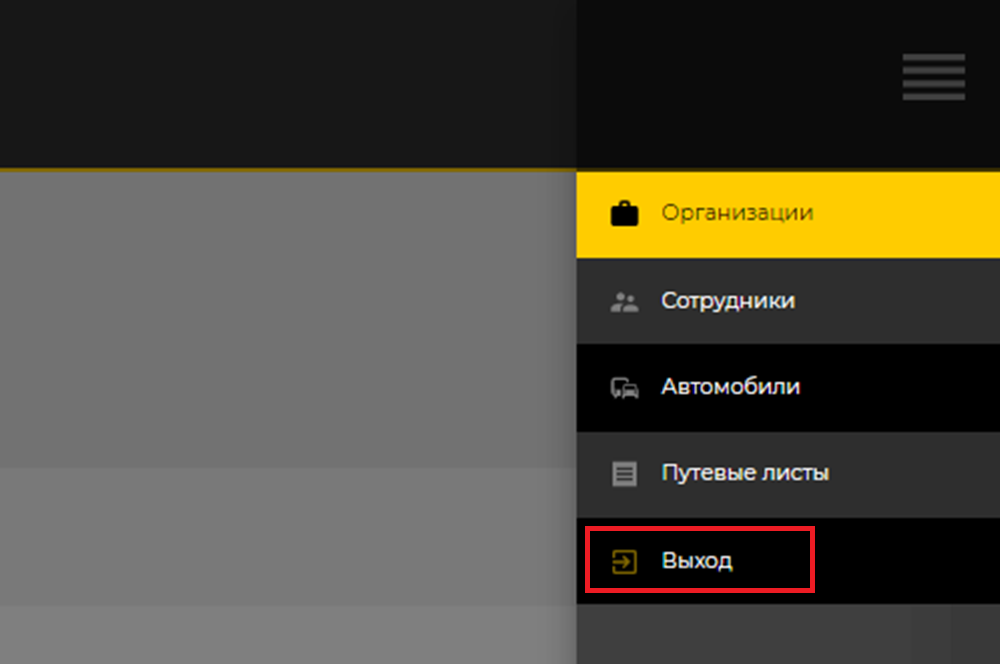 Организации
Сотрудники
Автомобили
Путевые листы
Выход